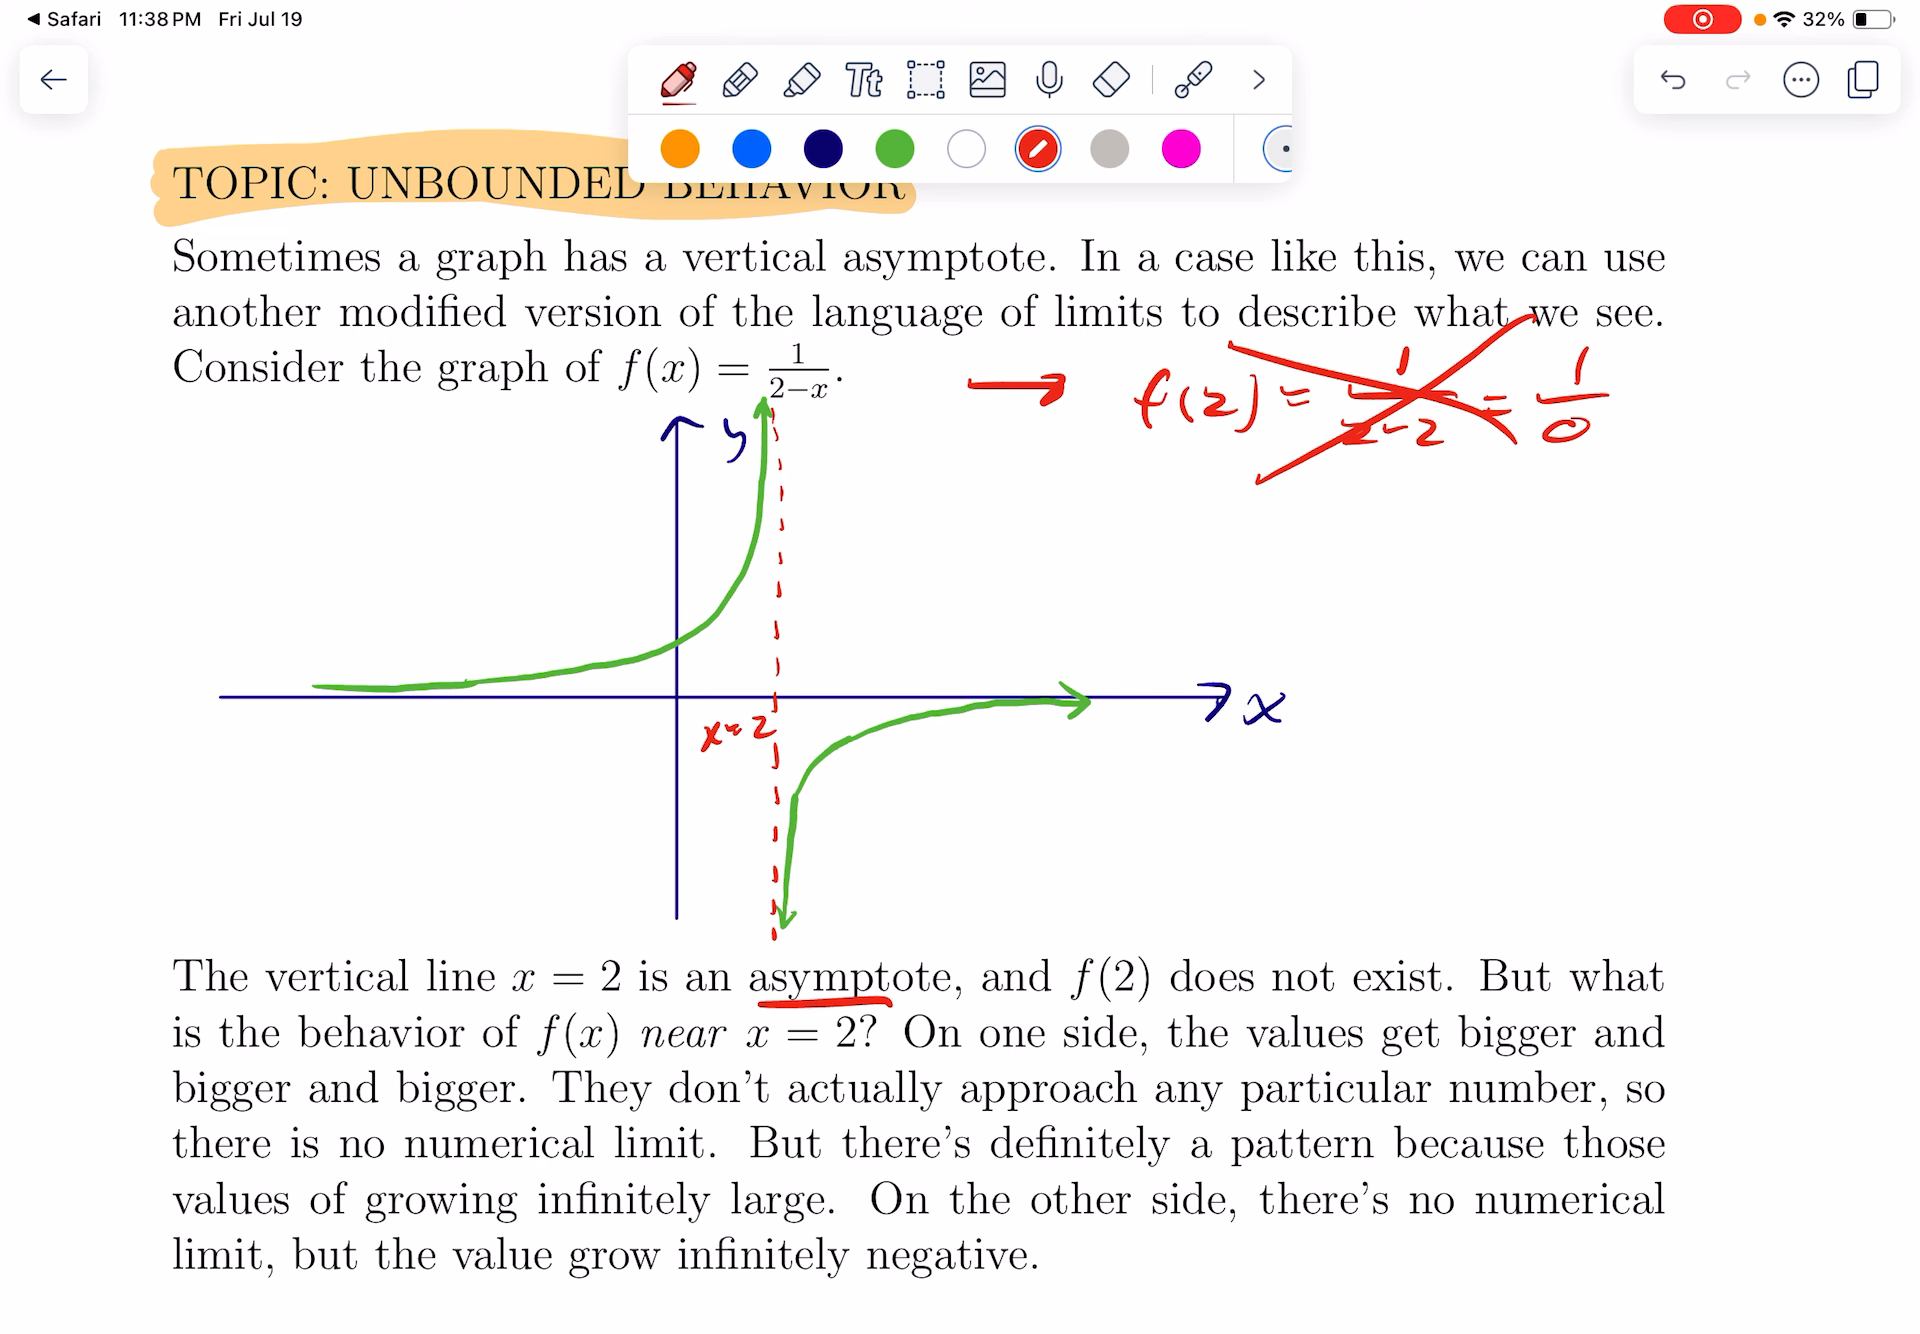 Safari 11:38 PM Fri Jul 19
32%
Tt
TOPIC: UNBOUNDED BEHAVIOR
Sometimes a graph has a vertical asymptote. In a case like this, we can use
another modified version of the language of limits to describe what we see.
Consider the graph of f(x) = 1/(2−x).
→ f(2) = 1/(2-2) = 1/0
y
x
x=2
The vertical line x = 2 is an asymptote, and f(2) does not exist. But what
is the behavior of f(x) near x = 2? On one side, the values get bigger and
bigger and bigger. They don't actually approach any particular number, so
there is no numerical limit. But there's definitely a pattern because those
values of growing infinitely large. On the other side, there's no numerical
limit, but the value grow infinitely negative.